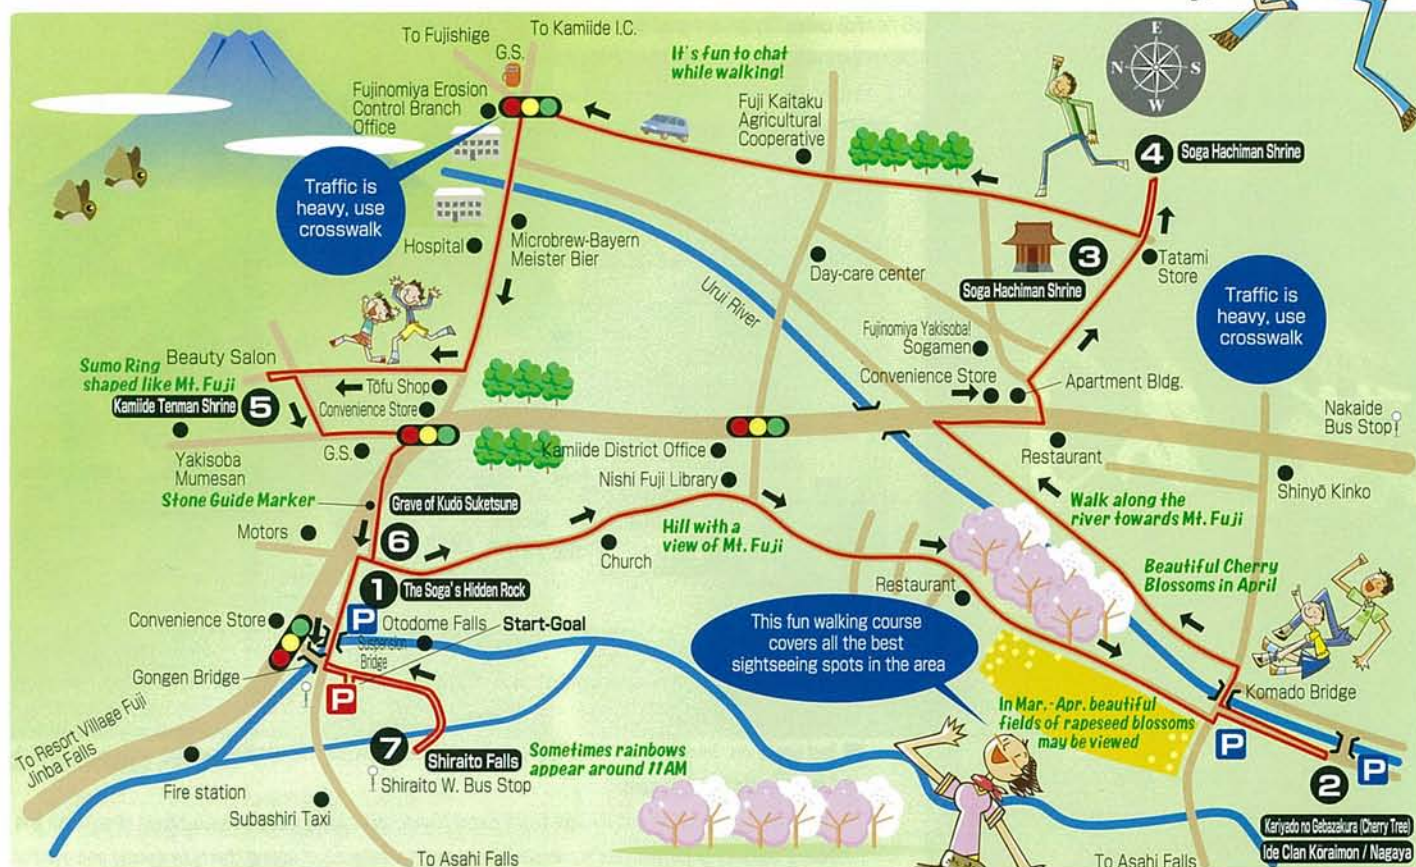 To Fujishige
To Kamiide I.C.
G.S.
It's fun to chat
while walking!
E
N
S
W
Fujinomiya Erosion
Control Branch
Office
Fuji Kaitaku
Agricultural
Cooperative
4
Soga Hachiman Shrine
Traffic is
heavy, use
crosswalk
Hospital
Microbrew-Bayern
Meister Bier
Urui River
Day-care center
3
Soga Hachiman Shrine
Tatami
Store
Traffic is
heavy, use
crosswalk
Fujinomiya Yakisoba!
Sogamen
Convenience Store
Apartment Bldg.
Sumo Ring
shaped like Mt. Fuji
Beauty Salon
Kamiide Tenman Shrine
5
Tōfu Shop
Convenience Store
Yakisoba
Mumesan
G.S.
Kamiide District Office
Nishi Fuji Library
Restaurant
Nakaide
Bus Stop
Shinyō Kinko
Stone Guide Marker
Grave of Kudō Suketsune
Motors
6
Church
Hill with a
view of Mt. Fuji
Walk along the
river towards Mt. Fuji
Beautiful Cherry
Blossoms in April
1
The Soga's Hidden Rock
Restaurant
Convenience Store
P
Otodome Falls
Suspension
Bridge
Start-Goal
This fun walking course
covers all the best
sightseeing spots in the area
Gongen Bridge
P
Komado Bridge
In Mar.-Apr. beautiful
fields of rapeseed blossoms
may be viewed
P
P
To Resort Village Fuji
Jinba Falls
7
Shiraito Falls
Sometimes rainbows
appear around 11AM
Shiraito W. Bus Stop
Fire station
Subashiri Taxi
2
Kariyado no Gebazakura (Cherry Tree)
Ide Clan Kōraimon / Nagaya
To Asahi Falls
To Asahi Falls